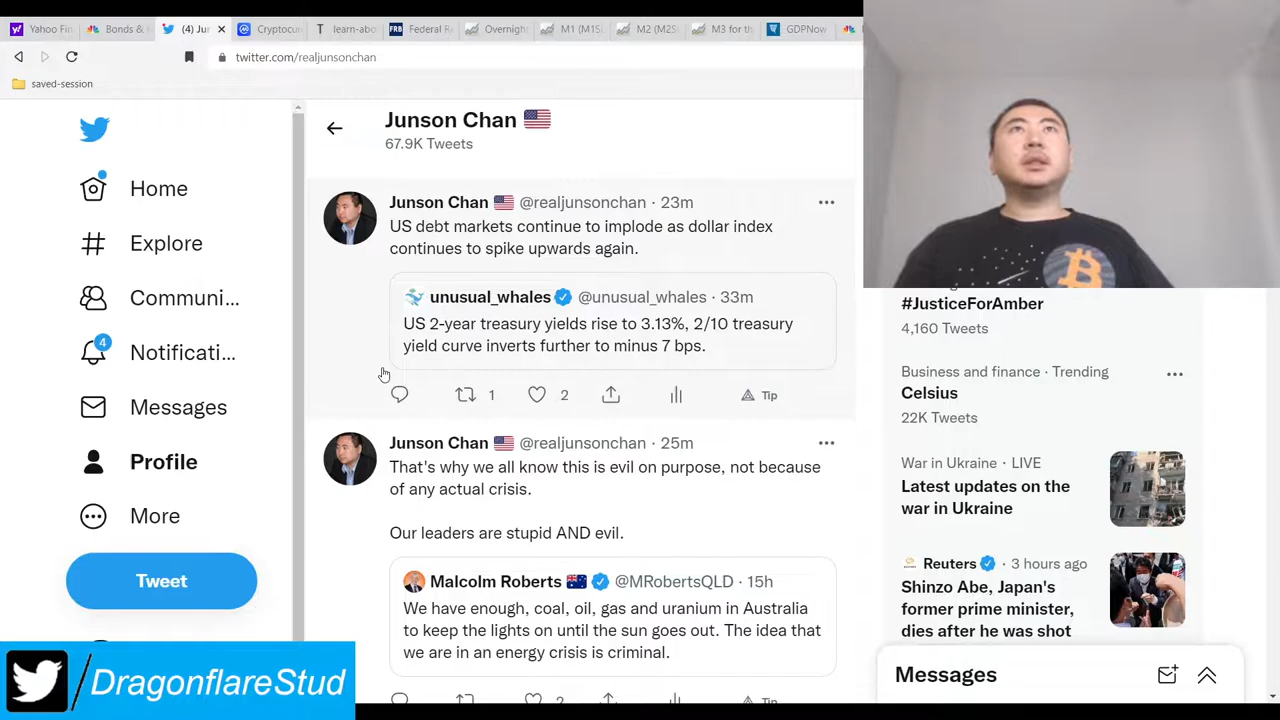 Yahoo Fin
Bonds &
(4) Ju
Cryptocu
learn-abo
Federal R
Overnigh
M1 (M1S
M2 (M2S
M3 for th
GDPNow
twitter.com/realjunsonchan
saved-session
Junson Chan 🇺🇸
67.9K Tweets
Home
Explore
Communi...
4
Notificati...
Messages
Profile
More
Tweet
/DragonflareStud
Junson Chan 🇺🇸 @realjunsonchan · 23m
US debt markets continue to implode as dollar index
continues to spike upwards again.
unusual_whales @unusual_whales · 33m
US 2-year treasury yields rise to 3.13%, 2/10 treasury
yield curve inverts further to minus 7 bps.
1 2 Tip
Junson Chan 🇺🇸 @realjunsonchan · 25m
That's why we all know this is evil on purpose, not because
of any actual crisis.
Our leaders are stupid AND evil.
Malcolm Roberts 🇦🇺 @MRobertsQLD · 15h
We have enough, coal, oil, gas and uranium in Australia
to keep the lights on until the sun goes out. The idea that
we are in an energy crisis is criminal.
2 Tip
#JusticeForAmber
4,160 Tweets
Business and finance · Trending
Celsius
22K Tweets
War in Ukraine · LIVE
Latest updates on the
war in Ukraine
Reuters 3 hours ago
Shinzo Abe, Japan's
former prime minister,
dies after he was shot
Messages